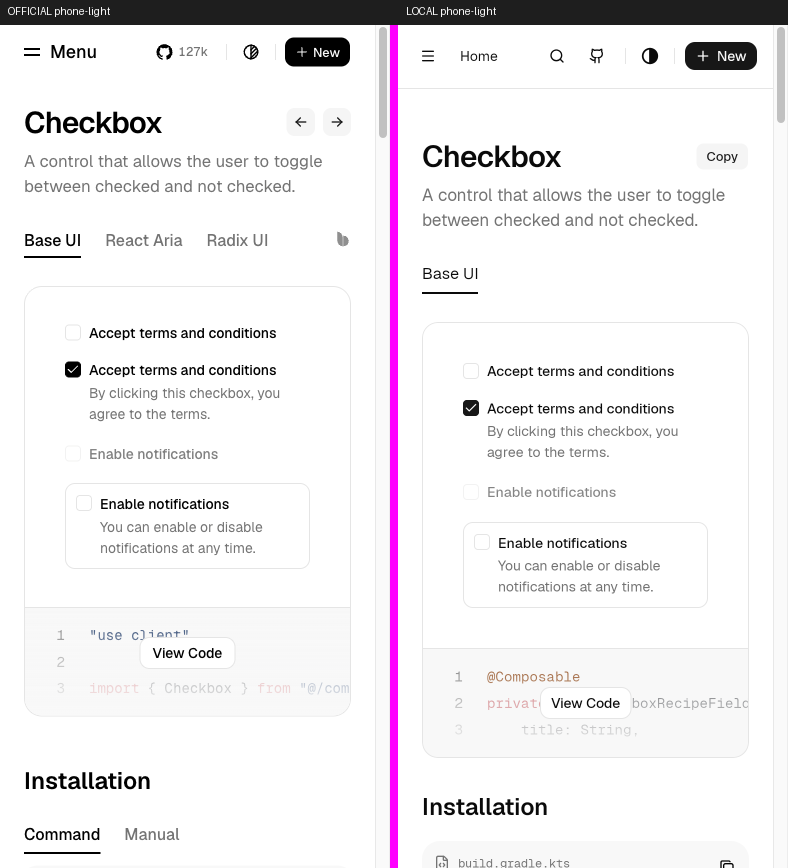 OFFICIAL phone-light
Menu
127k
New
Checkbox
A control that allows the user to toggle
between checked and not checked.
Base UI
React Aria
Radix UI
Accept terms and conditions
Accept terms and conditions
By clicking this checkbox, you
agree to the terms.
Enable notifications
Enable notifications
You can enable or disable
notifications at any time.
1 "use client"
2
3 import { Checkbox } from "@/com
View Code
Installation
Command
Manual
LOCAL phone-light
Home
New
Checkbox
Copy
A control that allows the user to toggle
between checked and not checked.
Base UI
Accept terms and conditions
Accept terms and conditions
By clicking this checkbox, you
agree to the terms.
Enable notifications
Enable notifications
You can enable or disable
notifications at any time.
1 @Composable
2 privat boxRecipeField
3 title: String,
View Code
Installation
build.gradle.kts